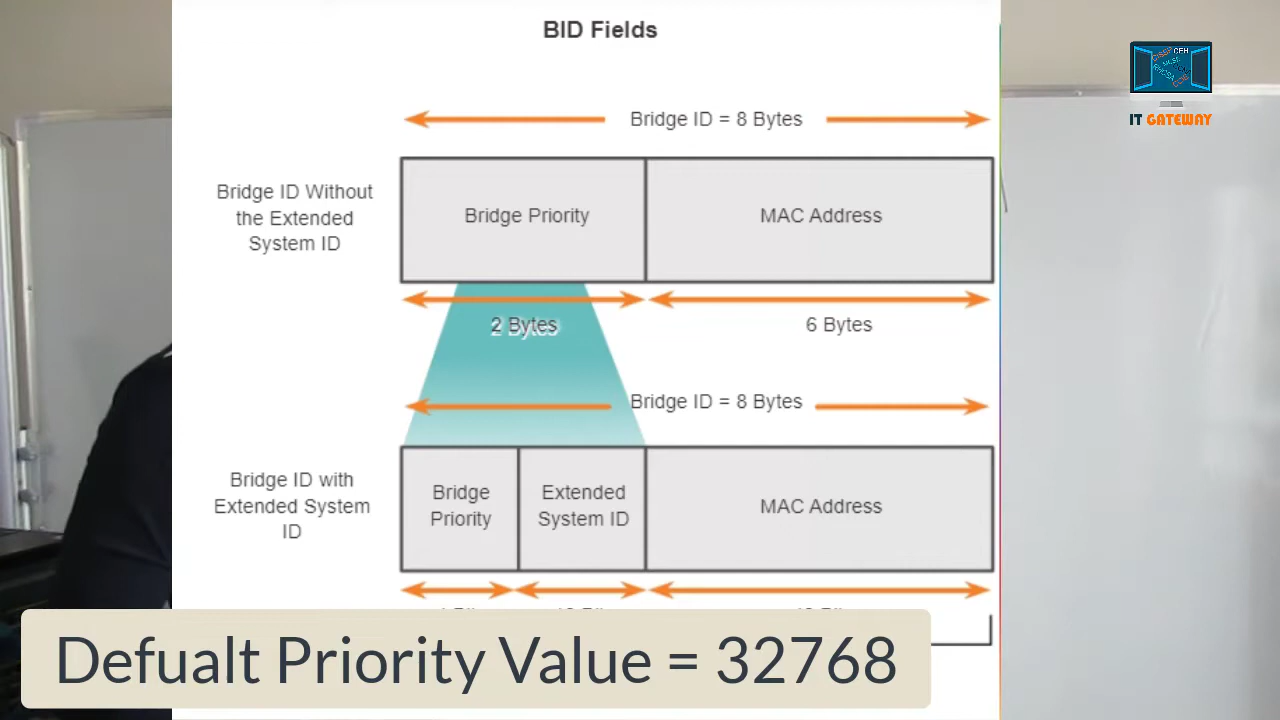 BID Fields
Bridge ID = 8 Bytes
Bridge ID Without
the Extended
System ID
Bridge Priority
MAC Address
2 Bytes
6 Bytes
Bridge ID = 8 Bytes
Bridge ID with
Extended System
ID
Bridge
Priority
Extended
System ID
MAC Address
Defualt Priority Value = 32768
CEH
IT GATEWAY